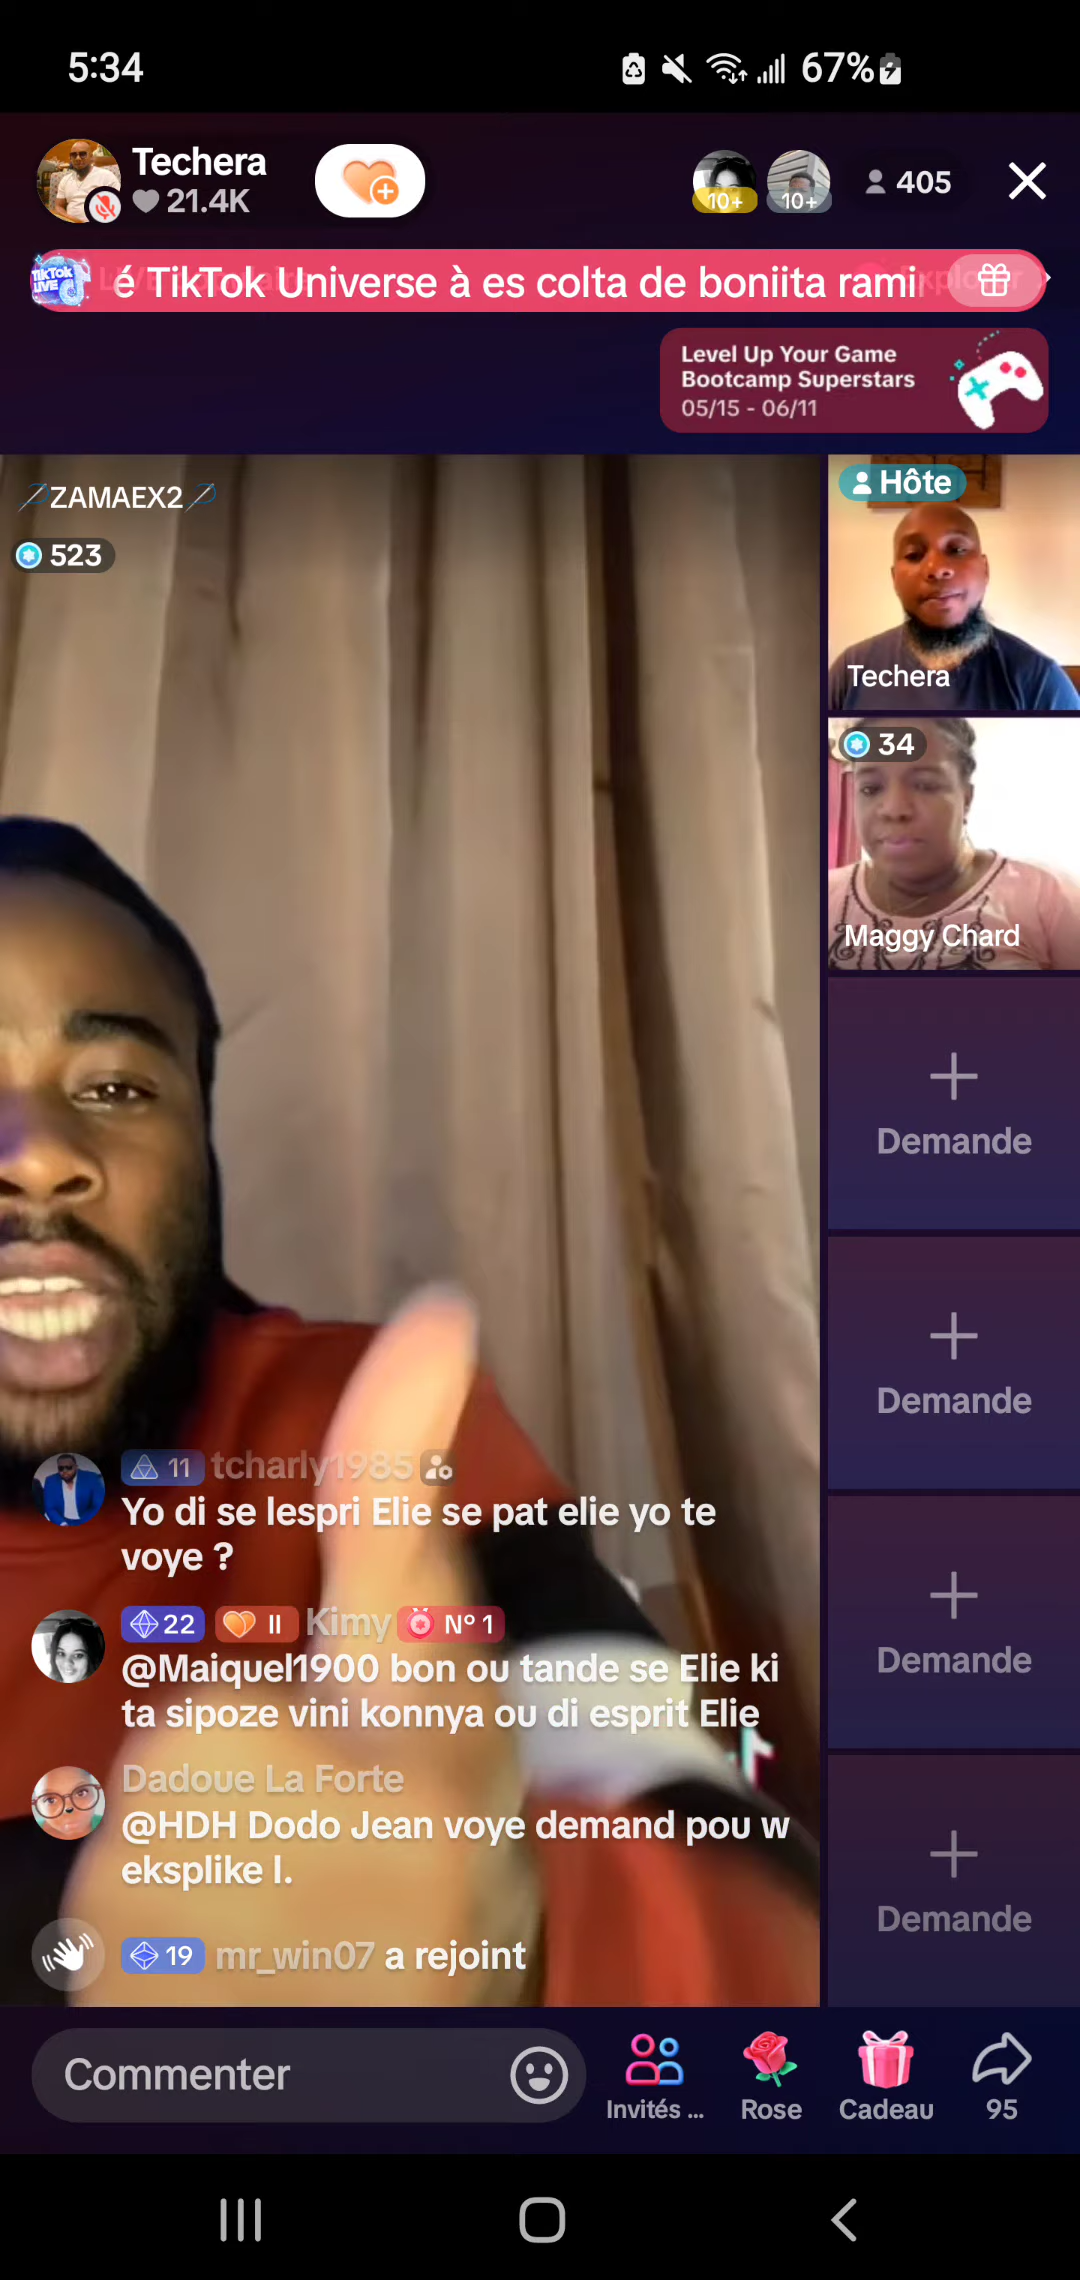 5:34
67%
Techera
21.4K
10+
10+
405
é TikTok Universe à es colta de boniita rami
Level Up Your Game
Bootcamp Superstars
05/15 - 06/11
ZAMAEX2
523
Hôte
Techera
34
Maggy Chard
Demande
Demande
Demande
Demande
11 tcharly1985
Yo di se lespri Elie se pat elie yo te
voye ?
22 II Kimy N° 1
@Maiquel1900 bon ou tande se Elie ki
ta sipoze vini konnya ou di esprit Elie
Dadoue La Forte
@HDH Dodo Jean voye demand pou w
eksplike l.
19 mr_win07 a rejoint
Commenter
Invités ...
Rose
Cadeau
95